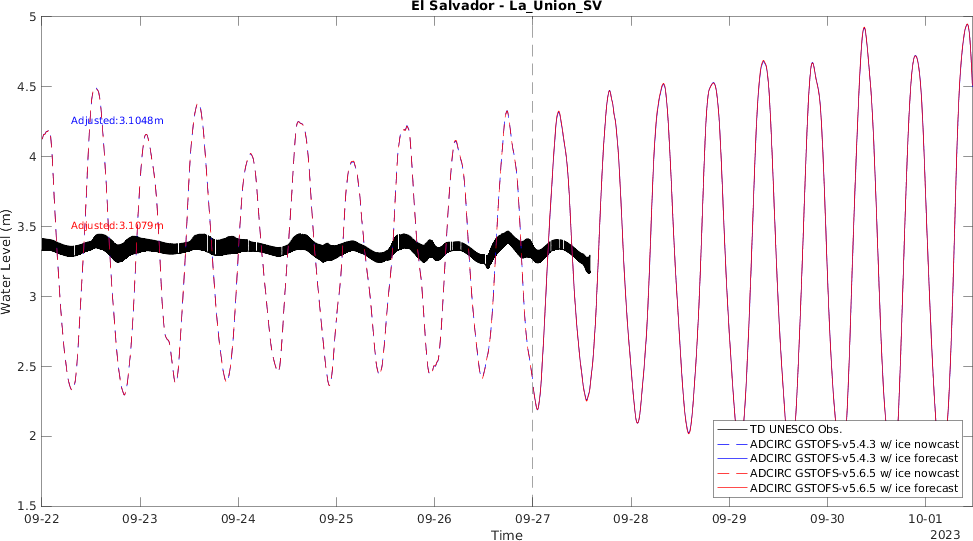 El Salvador - La_Union_SV
5
4.5
4
3.5
3
2.5
2
1.5
Water Level (m)
Adjusted:3.1048m
Adjusted:3.1079m
TD UNESCO Obs.
ADCIRC GSTOFS-v5.4.3 w/ ice nowcast
ADCIRC GSTOFS-v5.4.3 w/ ice forecast
ADCIRC GSTOFS-v5.6.5 w/ ice nowcast
ADCIRC GSTOFS-v5.6.5 w/ ice forecast
09-22 09-23 09-24 09-25 09-26 09-27 09-28 09-29 09-30 10-01
Time
2023